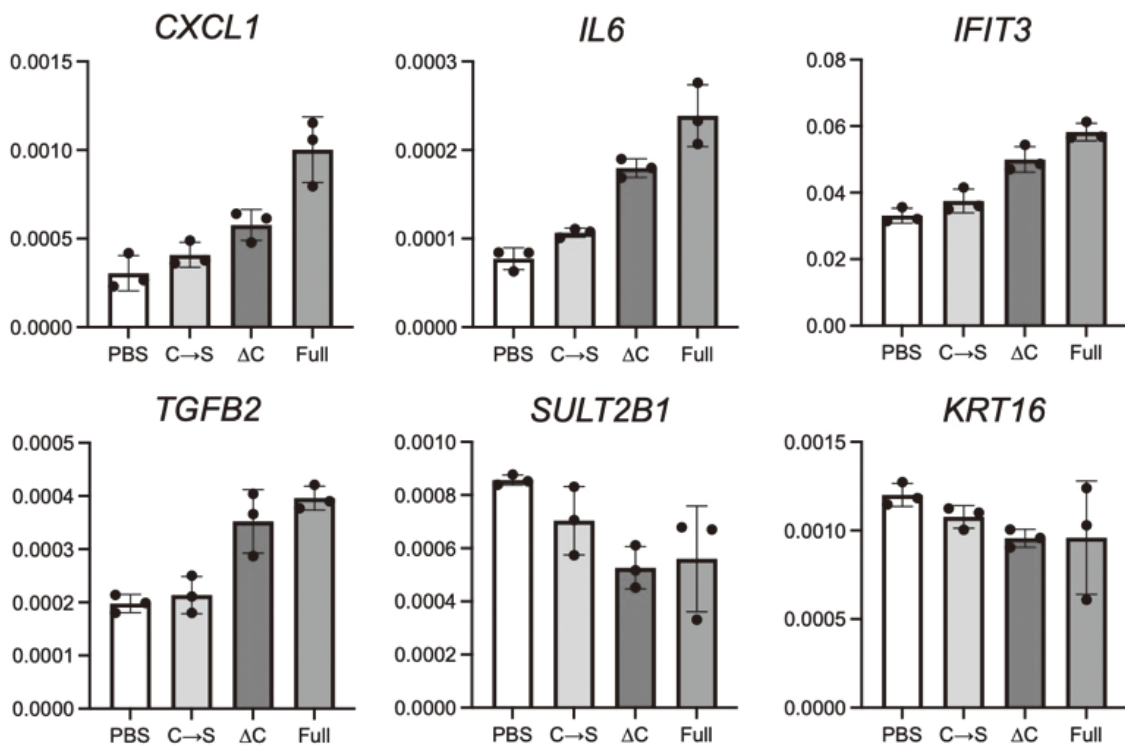 CXCL1
0.0015
0.0010
0.0005
0.0000
PBS C→S ΔC Full
IL6
0.0003
0.0002
0.0001
0.0000
PBS C→S ΔC Full
IFIT3
0.08
0.06
0.04
0.02
0.00
PBS C→S ΔC Full
TGFB2
0.0005
0.0004
0.0003
0.0002
0.0001
0.0000
PBS C→S ΔC Full
SULT2B1
0.0010
0.0008
0.0006
0.0004
0.0002
0.0000
PBS C→S ΔC Full
KRT16
0.0015
0.0010
0.0005
0.0000
PBS C→S ΔC Full